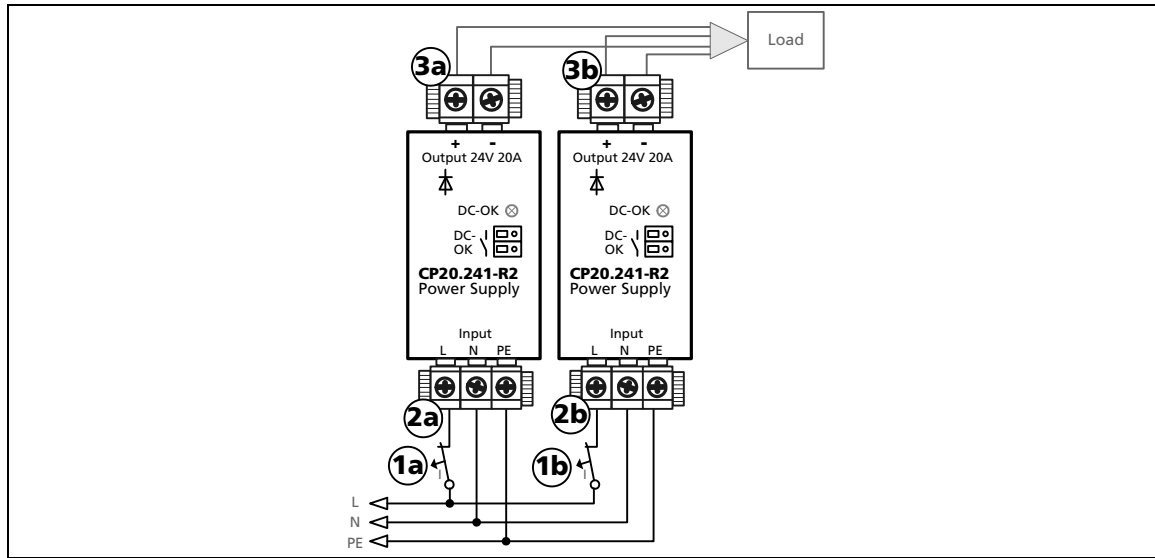 Load
3a
3b
+ -
Output 24V 20A
DC-OK
DC-
OK
CP20.241-R2
Power Supply
Input
L N PE
+ -
Output 24V 20A
DC-OK
DC-
OK
CP20.241-R2
Power Supply
Input
L N PE
2a
2b
1a
I
1b
I
L
N
PE